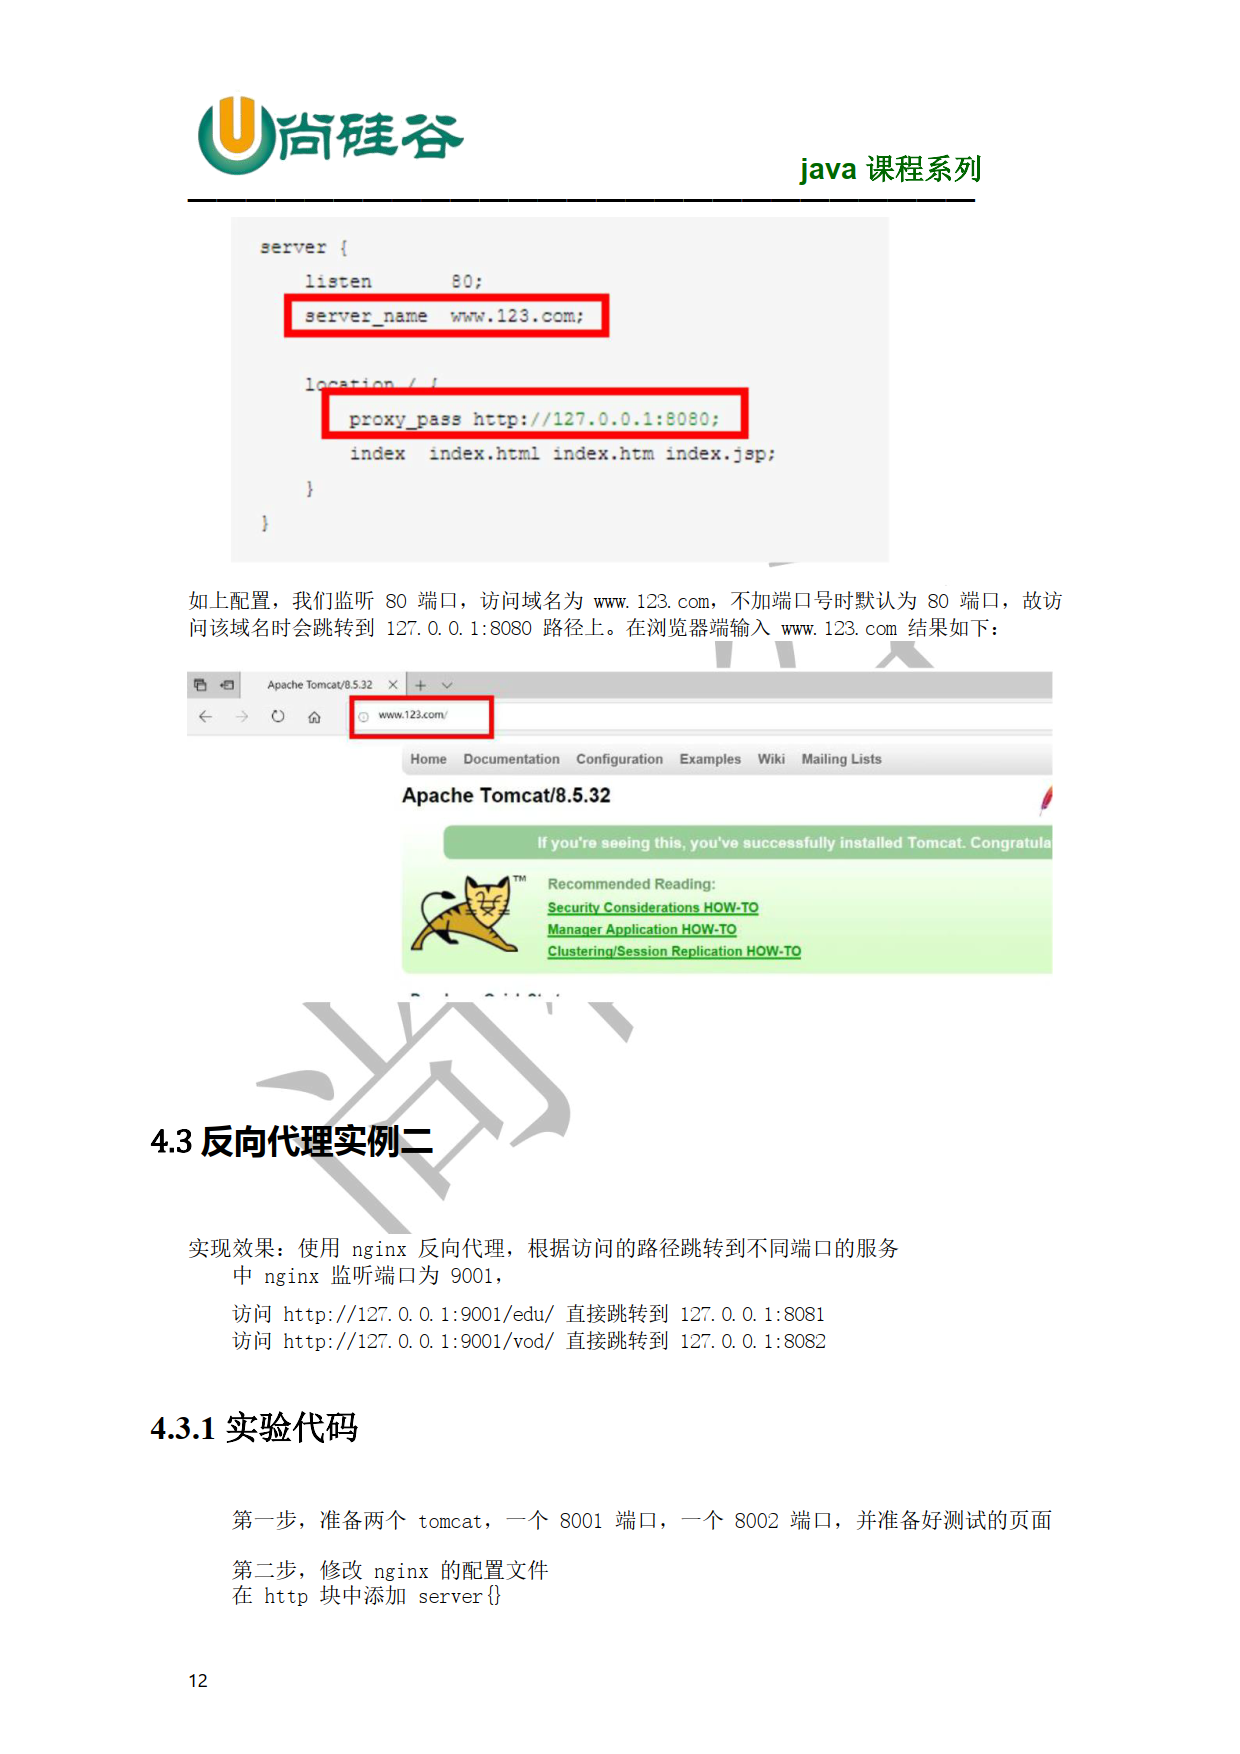 尚硅谷
java 课程系列
server {
listen 80;
server_name www.123.com;
location / {
proxy_pass http://127.0.0.1:8080;
index index.html index.htm index.jsp;
}
}
如上配置，我们监听 80 端口，访问域名为 www.123.com，不加端口号时默认为 80 端口，故访
问该域名时会跳转到 127.0.0.1:8080 路径上。在浏览器端输入 www.123.com 结果如下：
Apache Tomcat/8.5.32
www.123.com/
Home Documentation Configuration Examples Wiki Mailing Lists
Apache Tomcat/8.5.32
If you're seeing this, you've successfully installed Tomcat. Congratula
TM
Recommended Reading:
Security Considerations HOW-TO
Manager Application HOW-TO
Clustering/Session Replication HOW-TO
4.3 反向代理实例二
实现效果：使用 nginx 反向代理，根据访问的路径跳转到不同端口的服务
中 nginx 监听端口为 9001，
访问 http://127.0.0.1:9001/edu/ 直接跳转到 127.0.0.1:8081
访问 http://127.0.0.1:9001/vod/ 直接跳转到 127.0.0.1:8082
4.3.1 实验代码
第一步，准备两个 tomcat，一个 8001 端口，一个 8002 端口，并准备好测试的页面
第二步，修改 nginx 的配置文件
在 http 块中添加 server{}
12